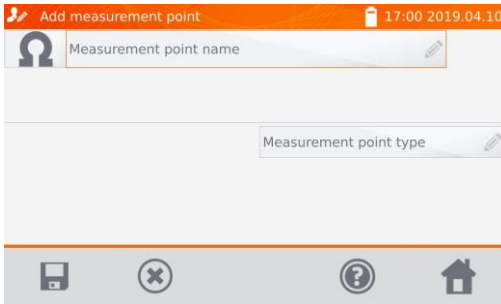 Add measurement point 17:00 2019.04.10
Measurement point name
Measurement point type